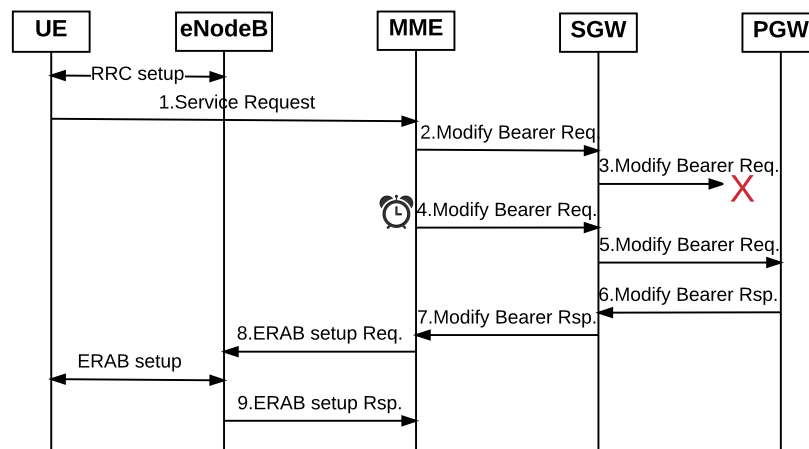 UE
eNodeB
MME
SGW
PGW
RRC setup
1.Service Request
2.Modify Bearer Req.
3.Modify Bearer Req.
X
4.Modify Bearer Req.
5.Modify Bearer Req.
6.Modify Bearer Rsp.
7.Modify Bearer Rsp.
8.ERAB setup Req.
ERAB setup
9.ERAB setup Rsp.